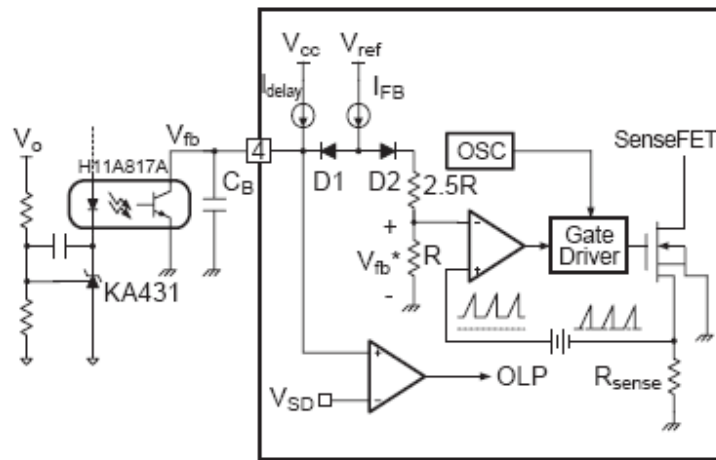 Vcc
Vref
Idelay
IFB
SenseFET
Vo
Vfb
4
OSC
H11A817A
CB
D1
D2
2.5R
+
-
Gate
Driver
Vfb*
R
+
-
KA431
+
OLP
Rsense
VSD
-